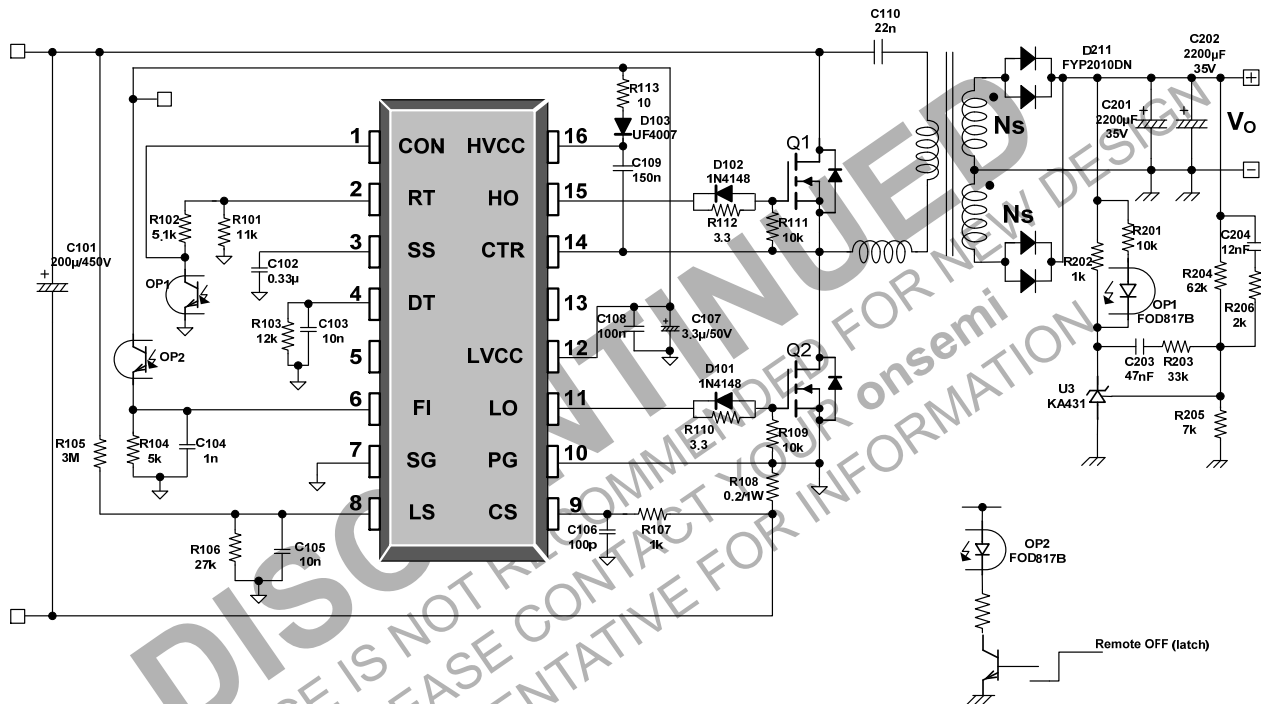 C110
22n
C202
2200µF
35V
D211
FYP2010DN
C201
2200µF
35V
+
VO
-
R113
10
D103
UF4007
C109
150n
1
CON
HVCC
16
2
RT
HO
15
3
SS
CTR
14
4
DT
13
5
LVCC
12
6
FI
LO
11
7
SG
PG
10
8
LS
CS
9
Q1
D102
1N4148
R112
3.3
R111
10k
Ns
Ns
R102
5.1k
R101
11k
C101
200µ/450V
+
C102
0.33µ
OP1
R103
12k
C103
10n
OP2
C108
100n
+
C107
3.3µ/50V
Q2
D101
1N4148
R110
3.3
R109
10k
R108
0.2/1W
R105
3M
R104
5k
C104
1n
R106
27k
C105
10n
C106
100p
R107
1k
R201
10k
R202
1k
OP1
FOD817B
C204
12nF
R204
62k
R206
2k
C203
47nF
R203
33k
U3
KA431
R205
7k
+
+
OP2
FOD817B
Remote OFF (latch)
DISCONTINUED
CE IS NOT RECOMMENDED FOR NEW DESIGN
EASE CONTACT YOUR onsemi
ENTATIVE FOR INFORMATION